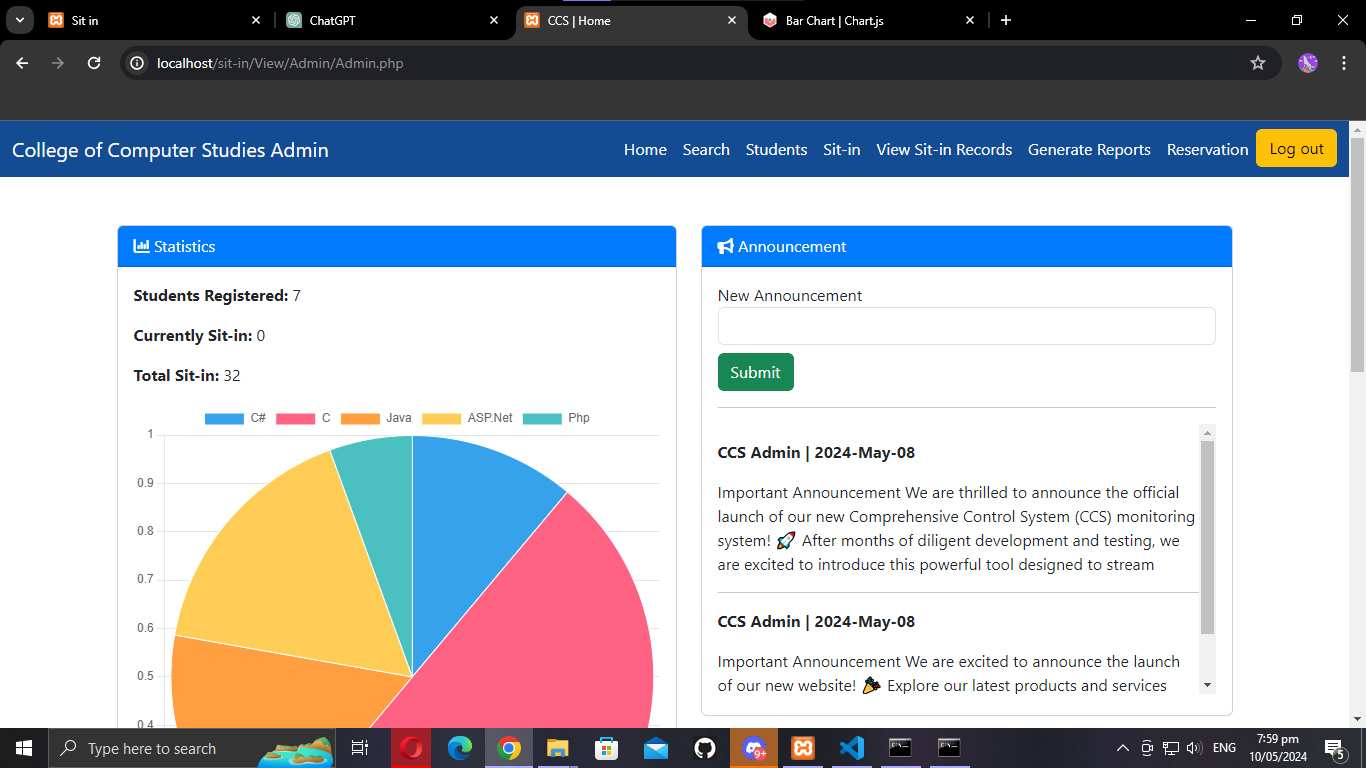 Sit in
ChatGPT
CCS | Home
Bar Chart | Chart.js
localhost/sit-in/View/Admin/Admin.php
College of Computer Studies Admin
Home Search Students Sit-in View Sit-in Records Generate Reports Reservation Log out
Statistics
Students Registered: 7
Currently Sit-in: 0
Total Sit-in: 32
C# C Java ASP.Net Php
1
0.9
0.8
0.7
0.6
0.5
0.4
Announcement
New Announcement
Submit
CCS Admin | 2024-May-08
Important Announcement We are thrilled to announce the official
launch of our new Comprehensive Control System (CCS) monitoring
system! 🚀 After months of diligent development and testing, we
are excited to introduce this powerful tool designed to stream
CCS Admin | 2024-May-08
Important Announcement We are excited to announce the launch
of our new website! 🎉 Explore our latest products and services
Type here to search
9+
ENG
7:59 pm
10/05/2024
5